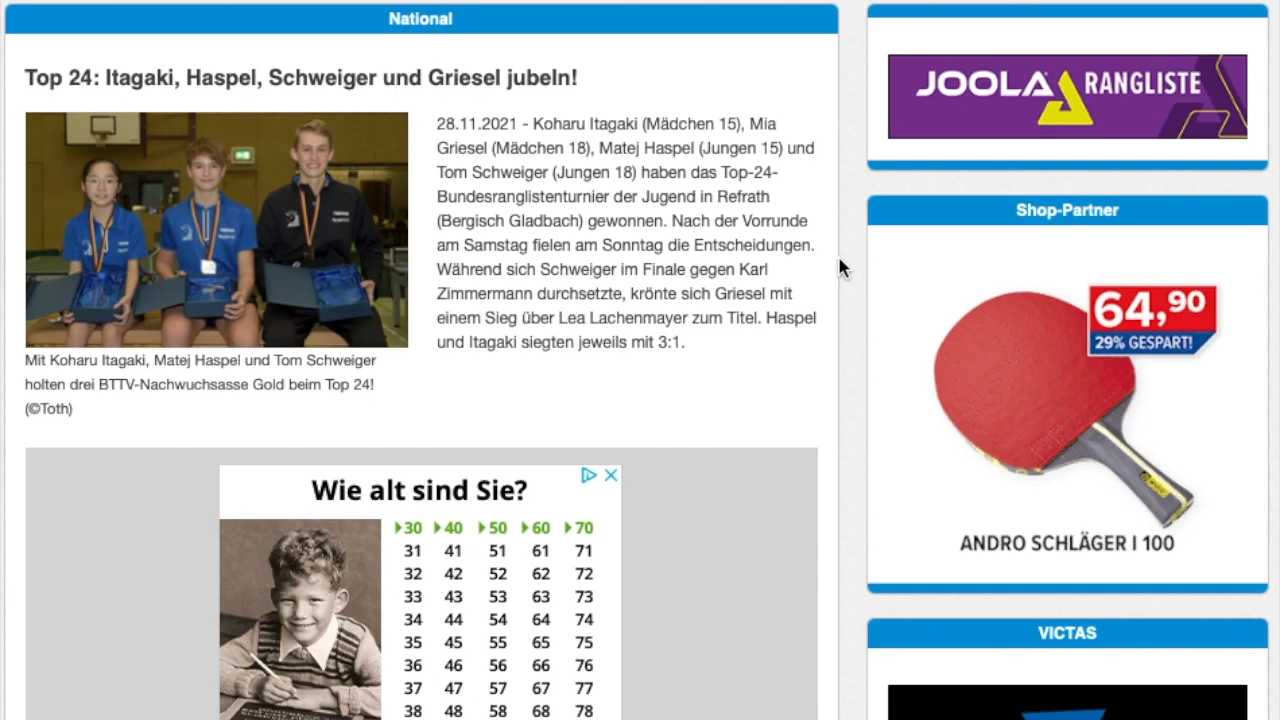 National
Top 24: Itagaki, Haspel, Schweiger und Griesel jubeln!
28.11.2021 - Koharu Itagaki (Mädchen 15), Mia
Griesel (Mädchen 18), Matej Haspel (Jungen 15) und
Tom Schweiger (Jungen 18) haben das Top-24-
Bundesranglistenturnier der Jugend in Refrath
(Bergisch Gladbach) gewonnen. Nach der Vorrunde
am Samstag fielen am Sonntag die Entscheidungen.
Während sich Schweiger im Finale gegen Karl
Zimmermann durchsetzte, krönte sich Griesel mit
einem Sieg über Lea Lachenmayer zum Titel. Haspel
und Itagaki siegten jeweils mit 3:1.
Mit Koharu Itagaki, Matej Haspel und Tom Schweiger
holten drei BTTV-Nachwuchsasse Gold beim Top 24!
(©Toth)
Wie alt sind Sie?
30 40 50 60 70
31 41 51 61 71
32 42 52 62 72
33 43 53 63 73
34 44 54 64 74
35 45 55 65 75
36 46 56 66 76
37 47 57 67 77
38 48 58 68 78
JOOLA RANGLISTE
Shop-Partner
64,90
29% GESPART!
ANDRO SCHLÄGER I 100
VICTAS